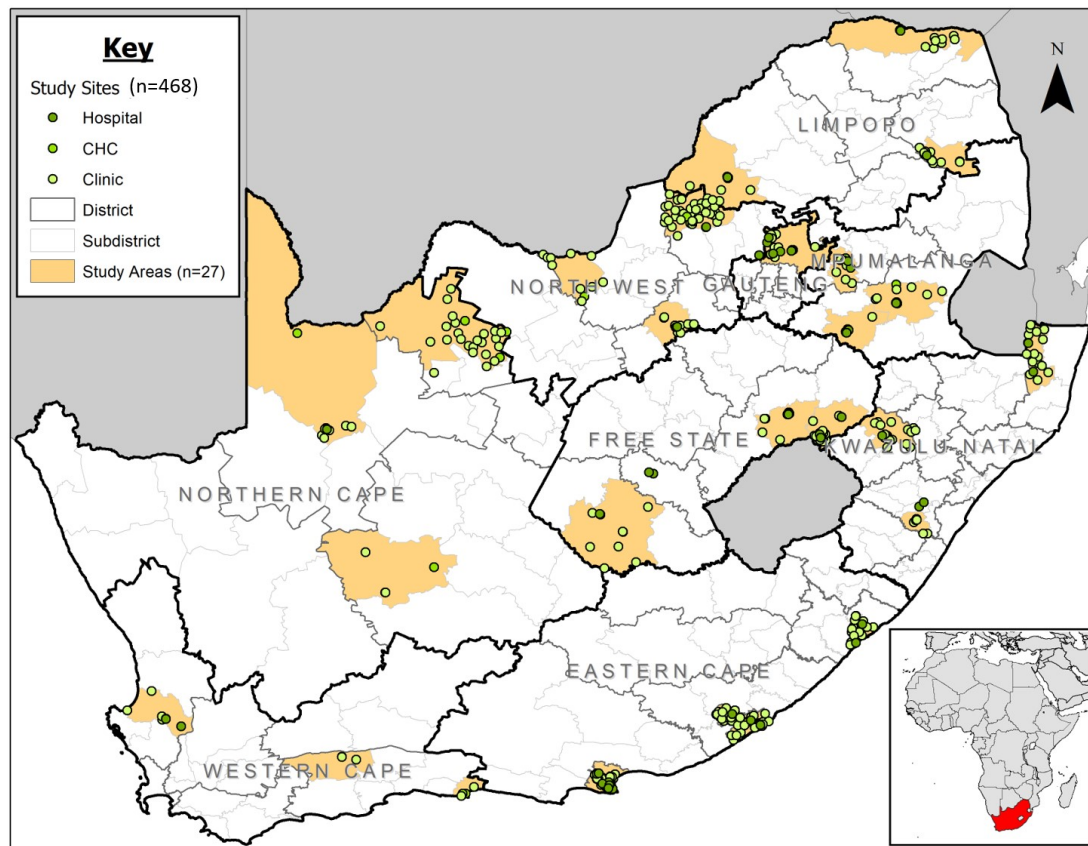 Key
Study Sites (n=468)
Hospital
CHC
Clinic
District
Subdistrict
Study Areas (n=27)
N
LIMPOPO
MPUMALANGA
NORTH WEST
GAUTENG
FREE STATE
KWAZULU-NATAL
NORTHERN CAPE
EASTERN CAPE
WESTERN CAPE